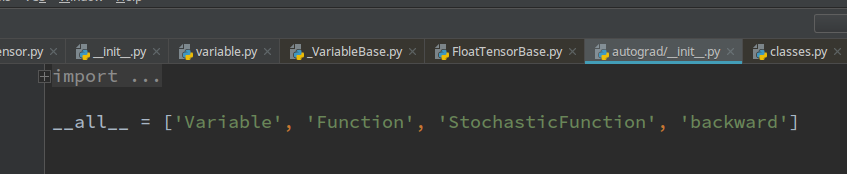 ensor.py × __init__.py × variable.py × _VariableBase.py × FloatTensorBase.py × autograd/__init__.py × classes.py ×
import ...
__all__ = ['Variable', 'Function', 'StochasticFunction', 'backward']